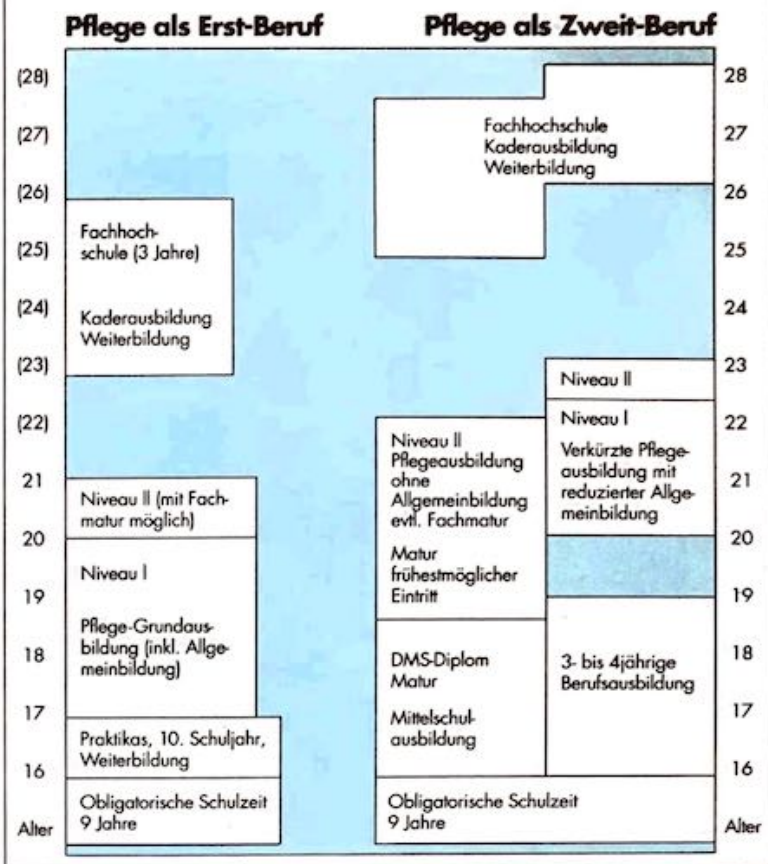 Pflege als Erst-Beruf
Pflege als Zweit-Beruf
(28)
(27)
(26)
(25)
(24)
(23)
(22)
21
20
19
18
17
16
Alter
Fachhoch-
schule (3 Jahre)
Kaderausbildung
Weiterbildung
Niveau II (mit Fach-
matur möglich)
Niveau I
Pflege-Grundaus-
bildung (inkl. Allge-
meinbildung)
Praktikas, 10. Schuljahr,
Weiterbildung
Obligatorische Schulzeit
9 Jahre
Fachhochschule
Kaderausbildung
Weiterbildung
Niveau II
Pflegeausbildung
ohne
Allgemeinbildung
evtl. Fachmatur
Matur
frühestmöglicher
Eintritt
DMS-Diplom
Matur
Mittelschul-
ausbildung
Niveau II
Niveau I
Verkürzte Pflege-
ausbildung mit
reduzierter Allge-
meinbildung
3- bis 4jährige
Berufsausbildung
Obligatorische Schulzeit
9 Jahre
28
27
26
25
24
23
22
21
20
19
18
17
16
Alter